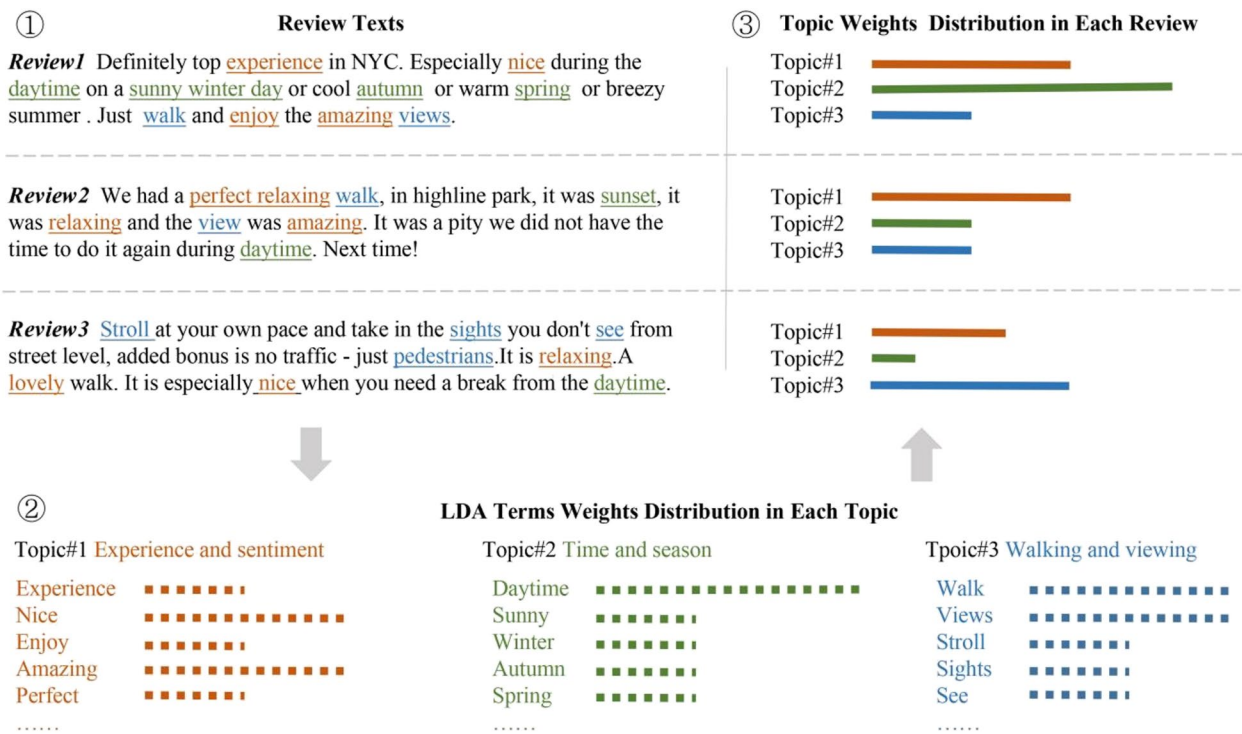 ① Review Texts
Review1 Definitely top experience in NYC. Especially nice during the
daytime on a sunny winter day or cool autumn or warm spring or breezy
summer . Just walk and enjoy the amazing views.
Review2 We had a perfect relaxing walk, in highline park, it was sunset, it
was relaxing and the view was amazing. It was a pity we did not have the
time to do it again during daytime. Next time!
Review3 Stroll at your own pace and take in the sights you don't see from
street level, added bonus is no traffic - just pedestrians.It is relaxing.A
lovely walk. It is especially nice when you need a break from the daytime.
③ Topic Weights Distribution in Each Review
Topic#1
Topic#2
Topic#3
Topic#1
Topic#2
Topic#3
Topic#1
Topic#2
Topic#3
② LDA Terms Weights Distribution in Each Topic
Topic#1 Experience and sentiment
Experience
Nice
Enjoy
Amazing
Perfect
......
Topic#2 Time and season
Daytime
Sunny
Winter
Autumn
Spring
......
Tpoic#3 Walking and viewing
Walk
Views
Stroll
Sights
See
......